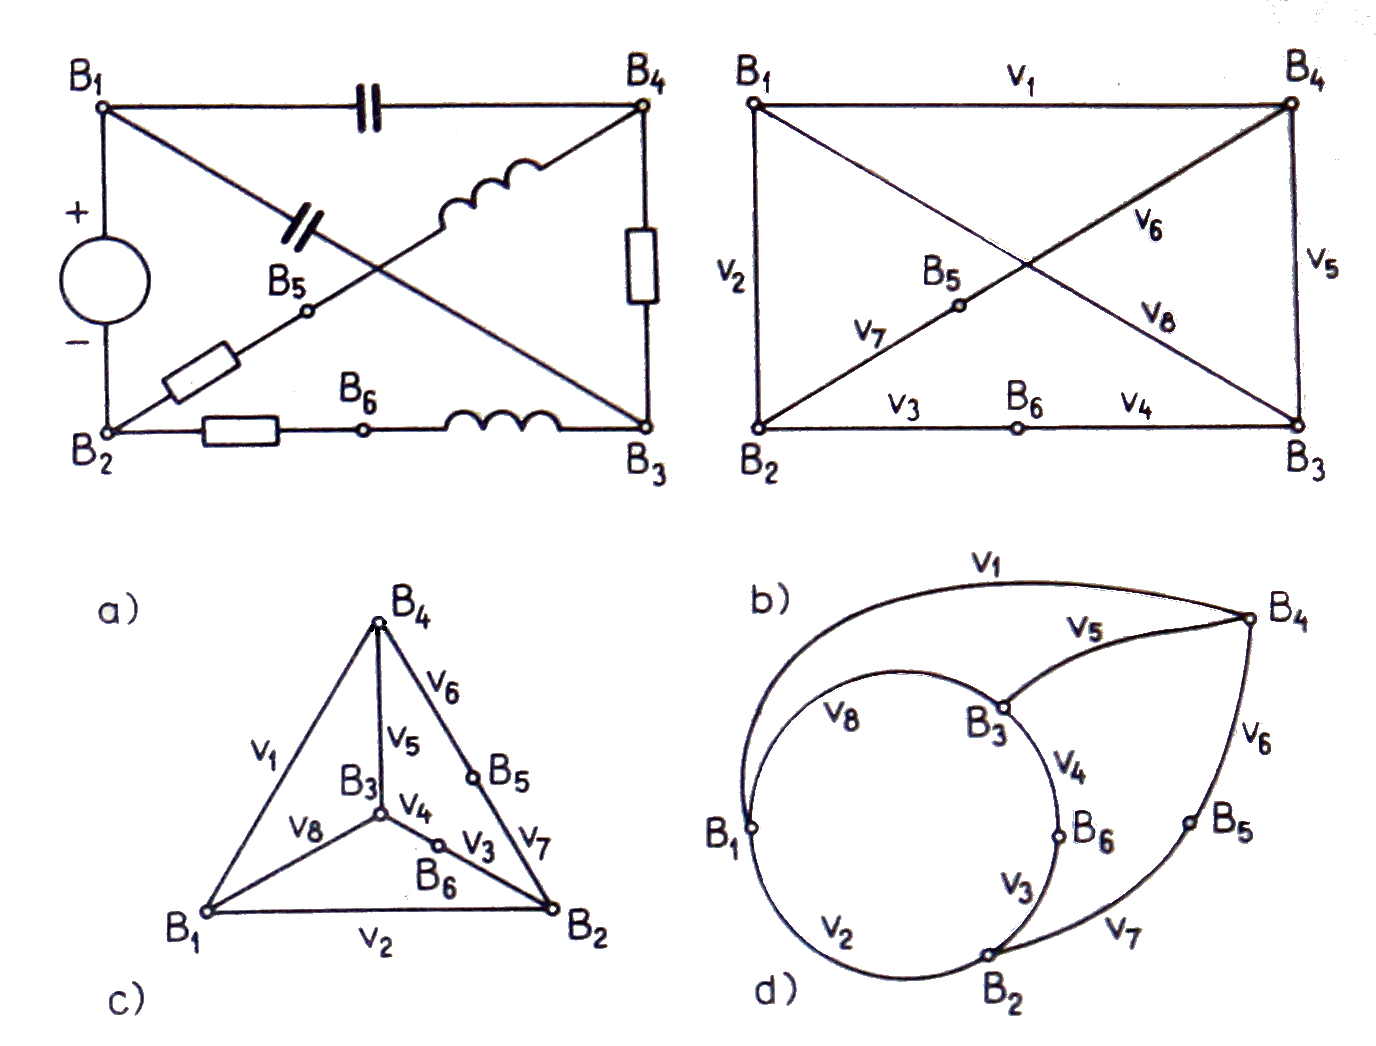 B₁ B₄
+
B₅
−
B₆
B₂ B₃
a)
B₁ v₁ B₄
v₆
v₂ B₅ v₅
v₇ v₈
v₃ B₆ v₄
B₂ B₃
b)
B₄
v₆
v₁ v₅
B₃ B₅
v₈ v₄ v₃ v₇
B₆
B₁ v₂ B₂
c)
v₁
B₄
v₅
v₈ B₃
v₆
v₄
B₁ B₆ B₅
v₃
v₂ v₇
B₂
d)